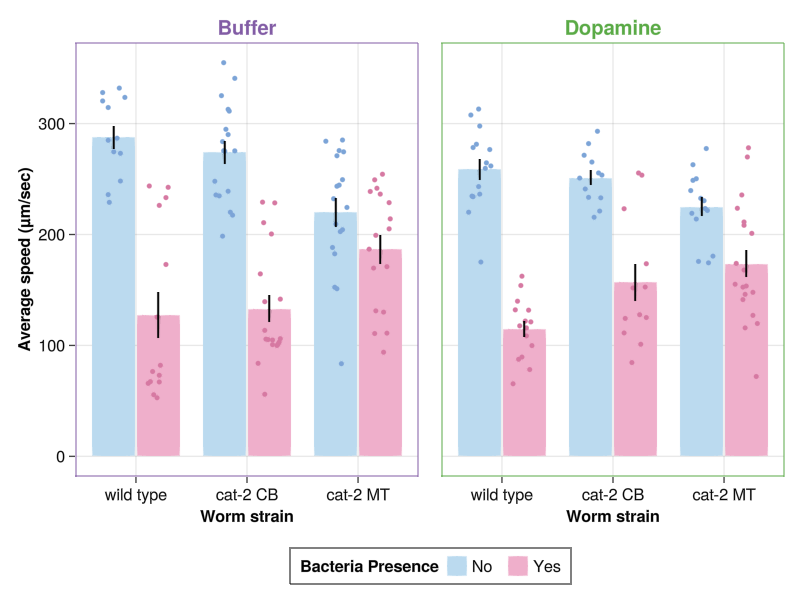 Buffer
Dopamine
Average speed (µm/sec)
300
200
100
0
wild type
cat-2 CB
cat-2 MT
wild type
cat-2 CB
cat-2 MT
Worm strain
Worm strain
Bacteria Presence No Yes